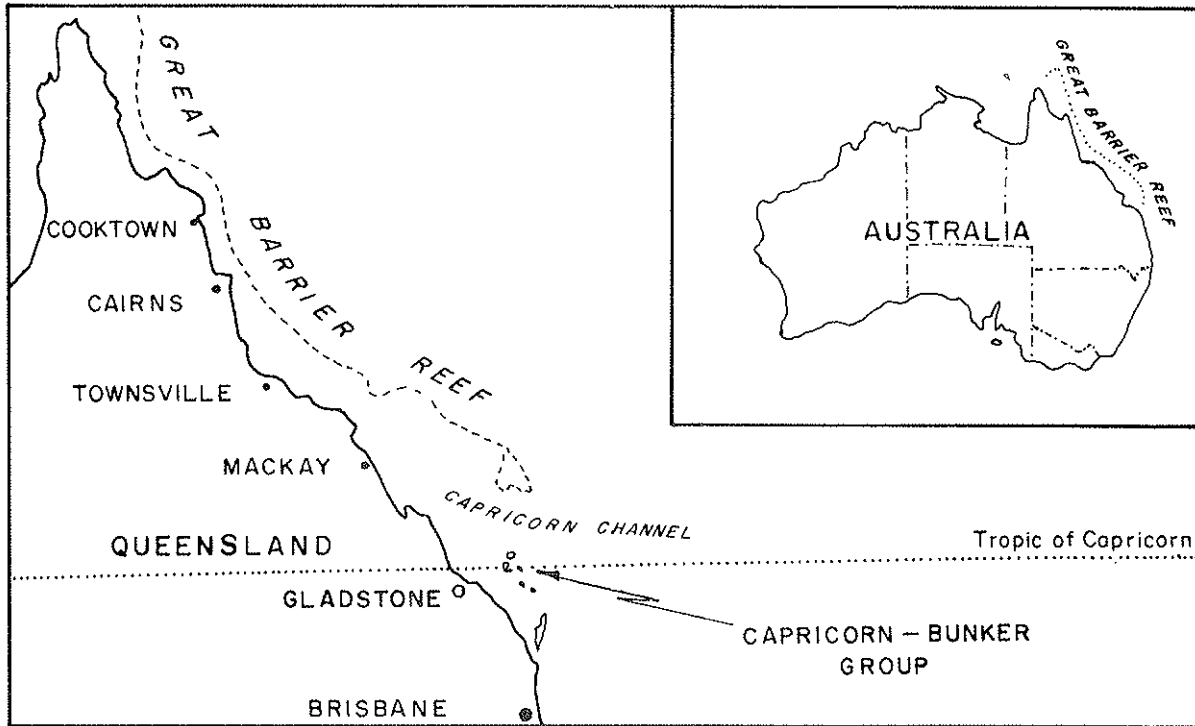 GREAT BARRIER REEF
COOKTOWN
CAIRNS
TOWNSVILLE
MACKAY
CAPRICORN CHANNEL
QUEENSLAND
Tropic of Capricorn
GLADSTONE
CAPRICORN – BUNKER
GROUP
BRISBANE
GREAT BARRIER REEF
AUSTRALIA